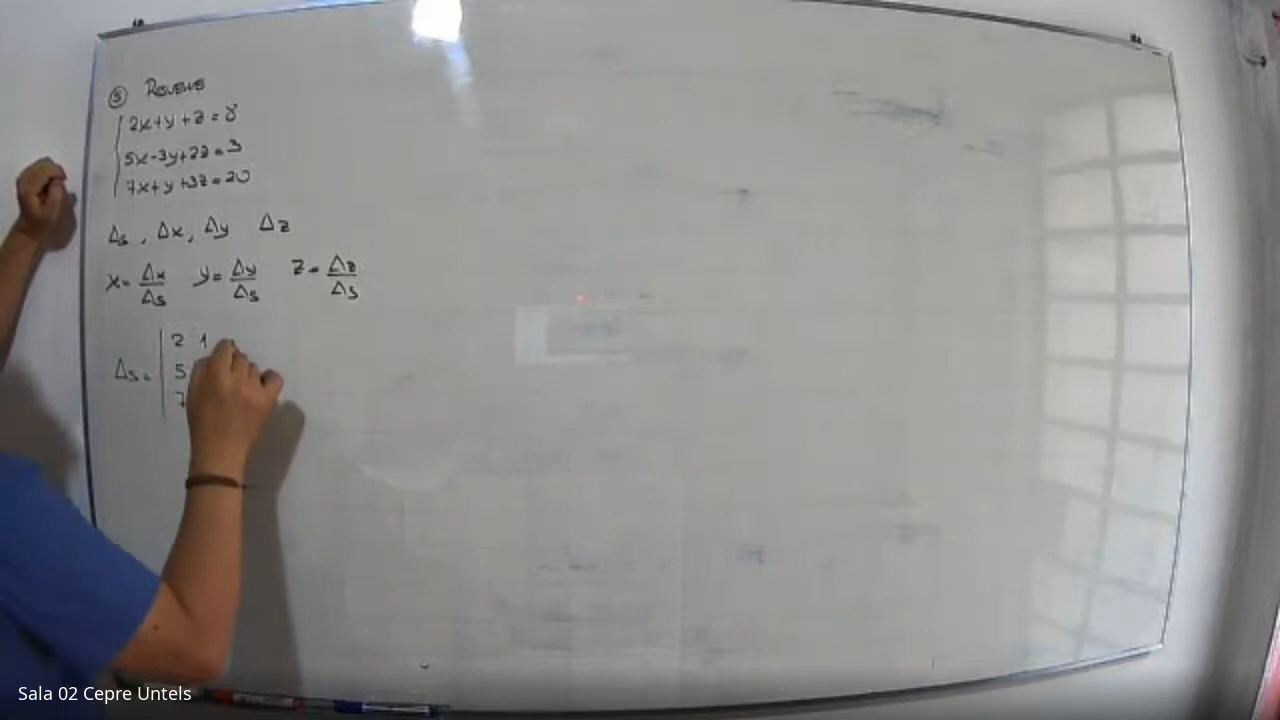 ⑤ Resuelve
2x+y+z=8
5x-3y+2z=3
7x+y+3z=20
Δs, Δx, Δy Δz
x=Δx/Δs y=Δy/Δs z=Δz/Δs
Δs=| 2 1
5
7
Sala 02 Cepre Untels